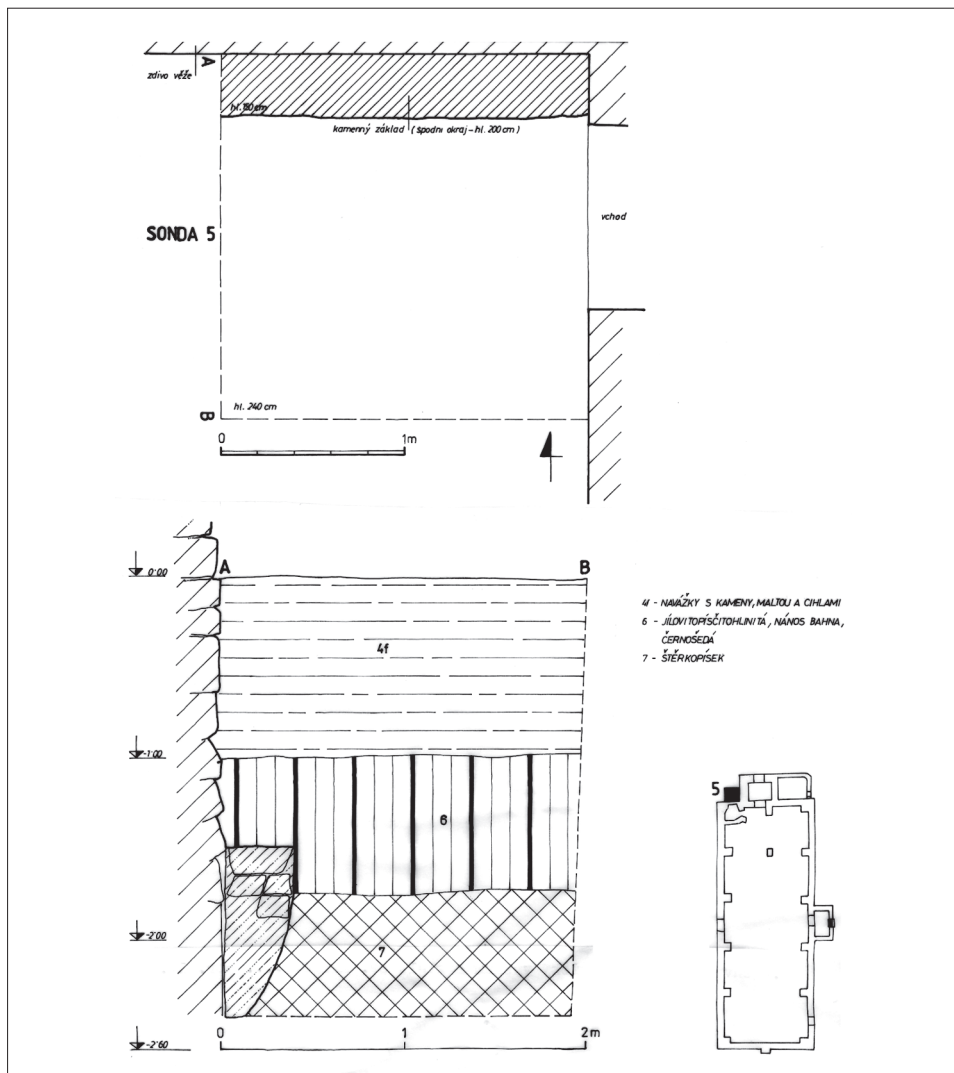 A
zdivo věže
hl. 150 cm
kamenný základ (spodní okraj – hl. 200 cm)
vchod
SONDA 5
B
hl. 240 cm
0 1m
A B
0'00
4f
4f - NAVÁŽKY S KAMENY, MALTOU A CIHLAMI
6 - JÍLOVITOPÍSČITOHLINITÁ, NÁNOS BAHNA,
ČERNOŠEDÁ
7 - ŠTĚRKOPÍSEK
-1'00
6
5
-2'00
7
0 1 2m
-2'60